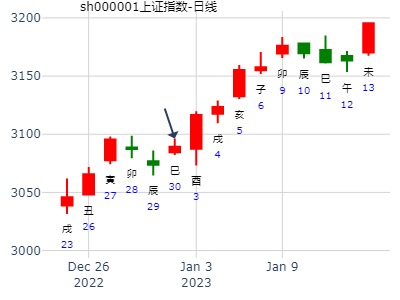 sh000001上证指数-日线
3200
3150
3100
3050
3000
戌
23
丑
26
寅
27
卯
28
辰
29
巳
30
酉
3
戌
4
亥
5
子
6
卯
9
辰
10
巳
11
午
12
未
13
Dec 26
2022
Jan 3
2023
Jan 9